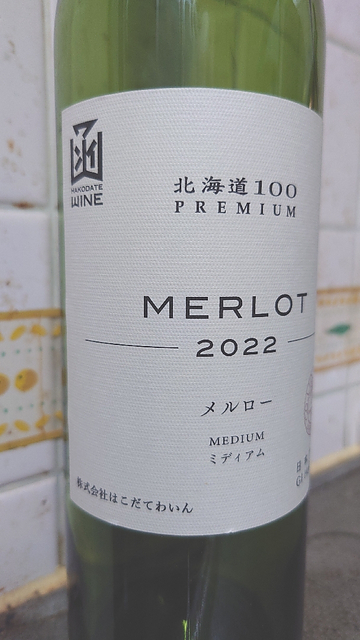 函
HAKODATE
WINE
北海道100
PREMIUM
MERLOT
2022
メルロー
MEDIUM
ミディアム
株式会社はこだてわいん
GI